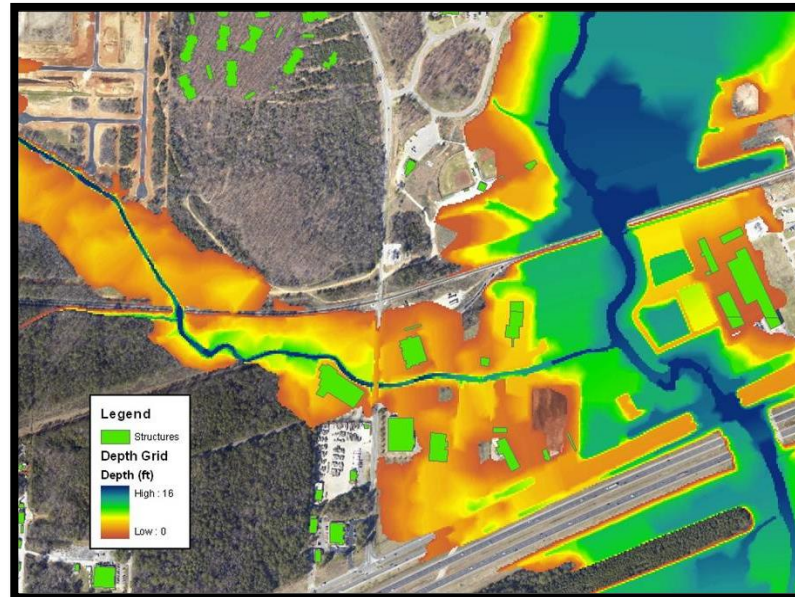 Legend
Structures
Depth Grid
Depth (ft)
High : 16
Low : 0